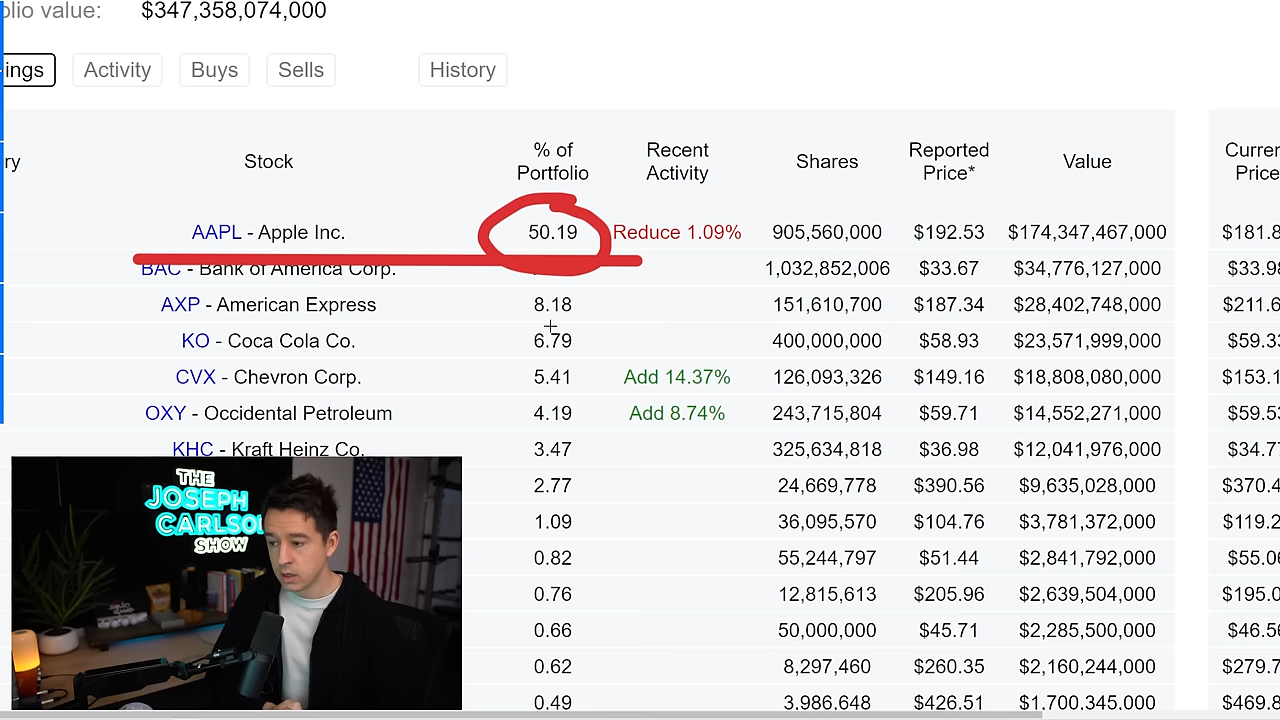 olio value: $347,358,074,000
ings Activity Buys Sells History
ry Stock % of Portfolio Recent Activity Shares Reported Price* Value Curren Price
AAPL - Apple Inc. 50.19 Reduce 1.09% 905,560,000 $192.53 $174,347,467,000 $181.8
BAC - Bank of America Corp. 1,032,852,006 $33.67 $34,776,127,000 $33.98
AXP - American Express 8.18 151,610,700 $187.34 $28,402,748,000 $211.6
KO - Coca Cola Co. 6.79 400,000,000 $58.93 $23,571,999,000 $59.3
CVX - Chevron Corp. 5.41 Add 14.37% 126,093,326 $149.16 $18,808,080,000 $153.1
OXY - Occidental Petroleum 4.19 Add 8.74% 243,715,804 $59.71 $14,552,271,000 $59.5
KHC - Kraft Heinz Co. 3.47 325,634,818 $36.98 $12,041,976,000 $34.7
2.77 24,669,778 $390.56 $9,635,028,000 $370.4
1.09 36,095,570 $104.76 $3,781,372,000 $119.2
0.82 55,244,797 $51.44 $2,841,792,000 $55.0
0.76 12,815,613 $205.96 $2,639,504,000 $195.0
0.66 50,000,000 $45.71 $2,285,500,000 $46.5
0.62 8,297,460 $260.35 $2,160,244,000 $279.7
0.49 3,986,648 $426.51 $1,700,345,000 $469.8
THE
JOSEPH
CARLSO
SHOW